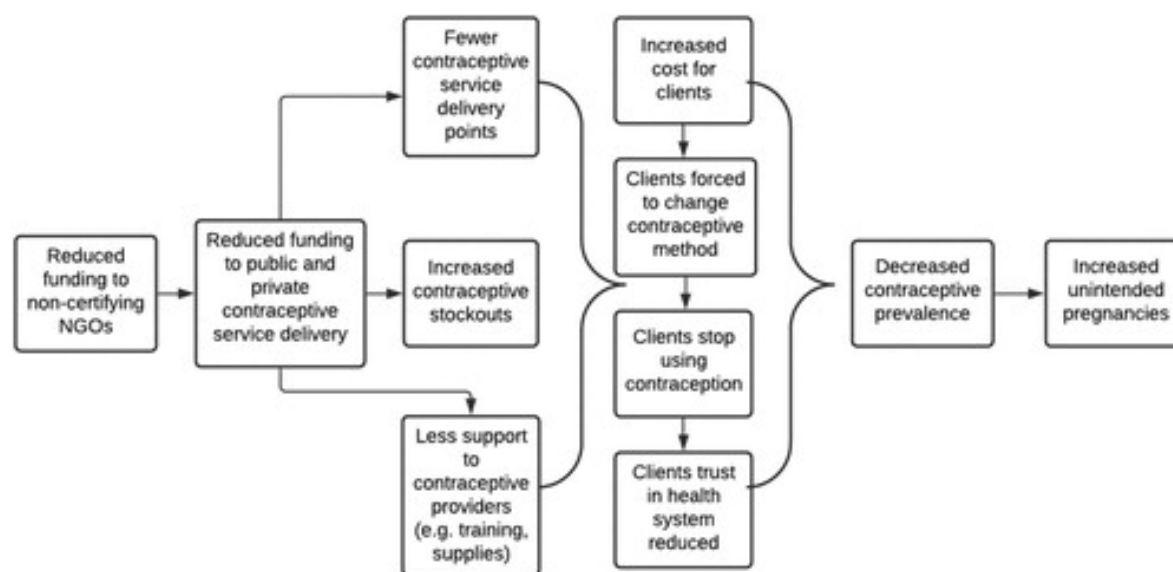 Reduced
funding to
non-certifying
NGOs
Reduced funding
to public and
private
contraceptive
service delivery
Fewer
contraceptive
service
delivery
points
Increased
contraceptive
stockouts
Less support
to
contraceptive
providers
(e.g. training,
supplies)
Increased
cost for
clients
Clients forced
to change
contraceptive
method
Clients stop
using
contraception
Clients trust
in health
system
reduced
Decreased
contraceptive
prevalence
Increased
unintended
pregnancies